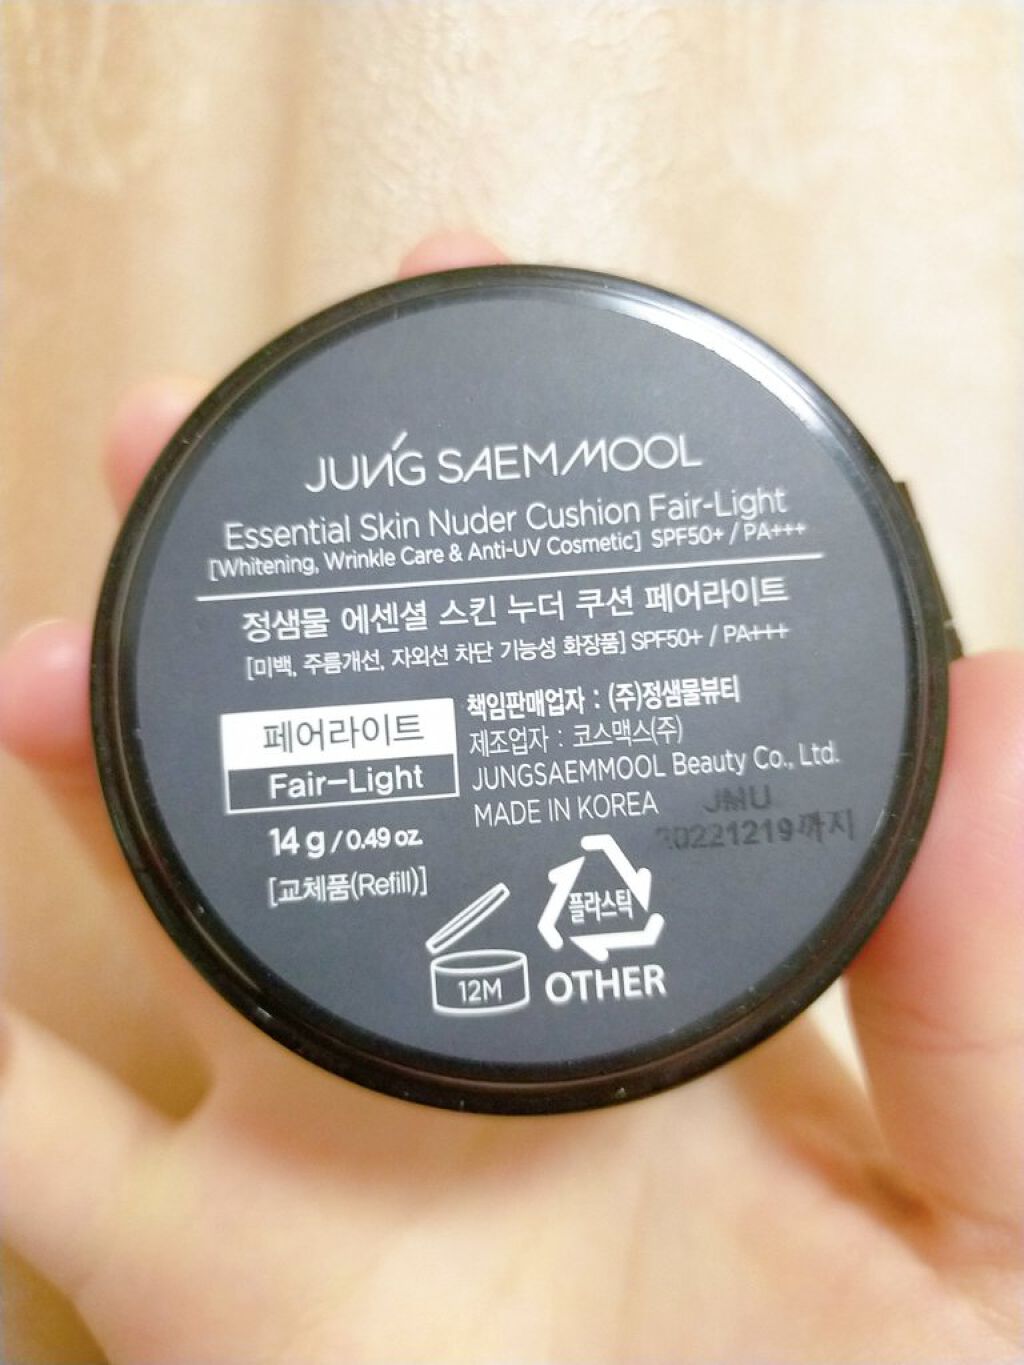 JUNG SAEM MOOL
Essential Skin Nuder Cushion Fair-Light
[Whitening, Wrinkle Care & Anti-UV Cosmetic] SPF50+ / PA+++
정샘물 에센셜 스킨 누더 쿠션 페어라이트
[미백, 주름개선, 자외선 차단 기능성 화장품] SPF50+ / PA+++
페어라이트
Fair-Light
14 g / 0.49 oz.
[교체품(Refill)]
책임판매업자 : (주)정샘물뷰티
제조업자 : 코스맥스(주)
JUNGSAEMMOOL Beauty Co., Ltd.
MADE IN KOREA
JMU
20221219까지
12M
플라스틱
OTHER